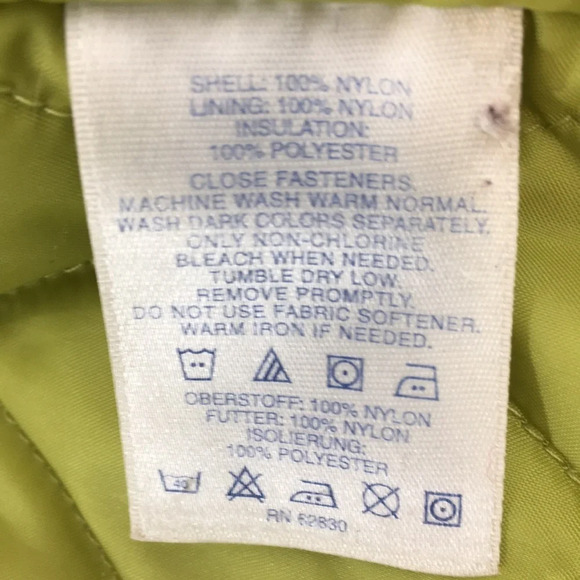 SHELL: 100% NYLON
LINING: 100% NYLON
INSULATION:
100% POLYESTER
CLOSE FASTENERS.
MACHINE WASH WARM NORMAL.
WASH DARK COLORS SEPARATELY.
ONLY NON-CHLORINE
BLEACH WHEN NEEDED.
TUMBLE DRY LOW.
REMOVE PROMPTLY.
DO NOT USE FABRIC SOFTENER.
WARM IRON IF NEEDED.
OBERSTOFF: 100% NYLON
FUTTER: 100% NYLON
ISOLIERUNG:
100% POLYESTER
40
RN 62830